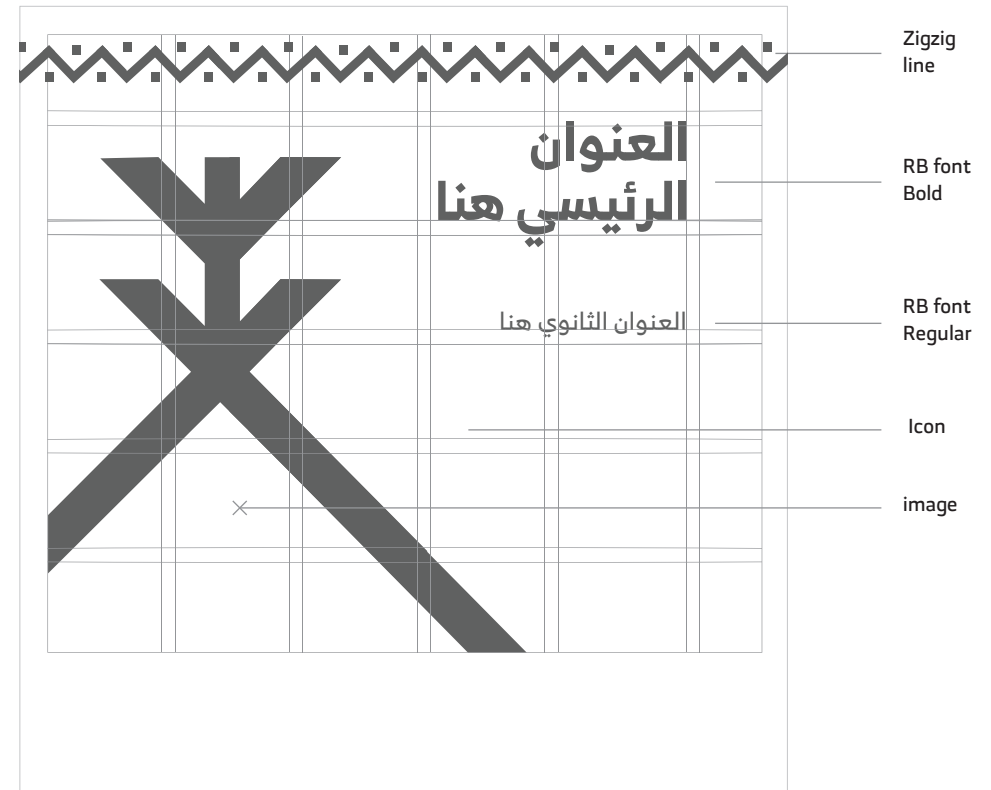 Zigzig
line
العنوان
الرئيسي هنا
RB font
Bold
العنوان الثانوي هنا
RB font
Regular
Icon
image